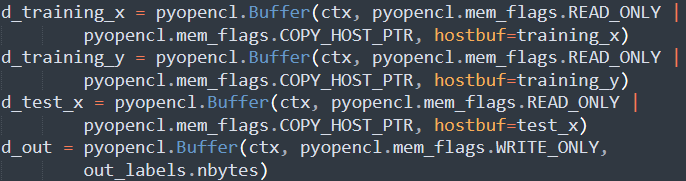 d_training_x = pyopencl.Buffer(ctx, pyopencl.mem_flags.READ_ONLY |
pyopencl.mem_flags.COPY_HOST_PTR, hostbuf=training_x)
d_training_y = pyopencl.Buffer(ctx, pyopencl.mem_flags.READ_ONLY |
pyopencl.mem_flags.COPY_HOST_PTR, hostbuf=training_y)
d_test_x = pyopencl.Buffer(ctx, pyopencl.mem_flags.READ_ONLY |
pyopencl.mem_flags.COPY_HOST_PTR, hostbuf=test_x)
d_out = pyopencl.Buffer(ctx, pyopencl.mem_flags.WRITE_ONLY,
out_labels.nbytes)